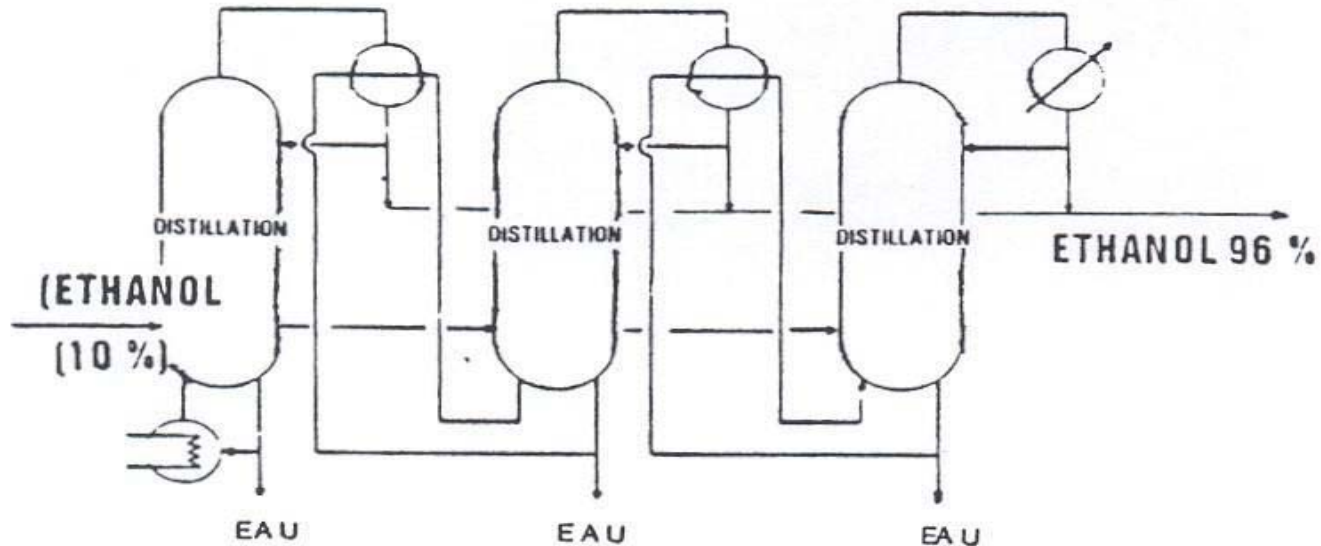 DISTILLATION
DISTILLATION
DISTILLATION
ETHANOL 96 %
(ETHANOL
(10 %)
EAU
EAU
EAU